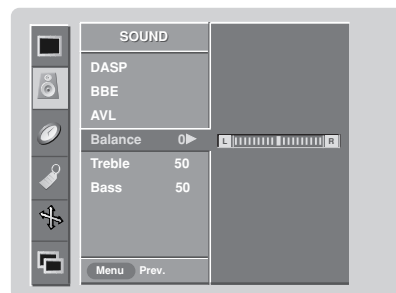 SOUND
DASP
BBE
AVL
Balance 0▶
L R
Treble 50
Bass 50
Menu Prev.